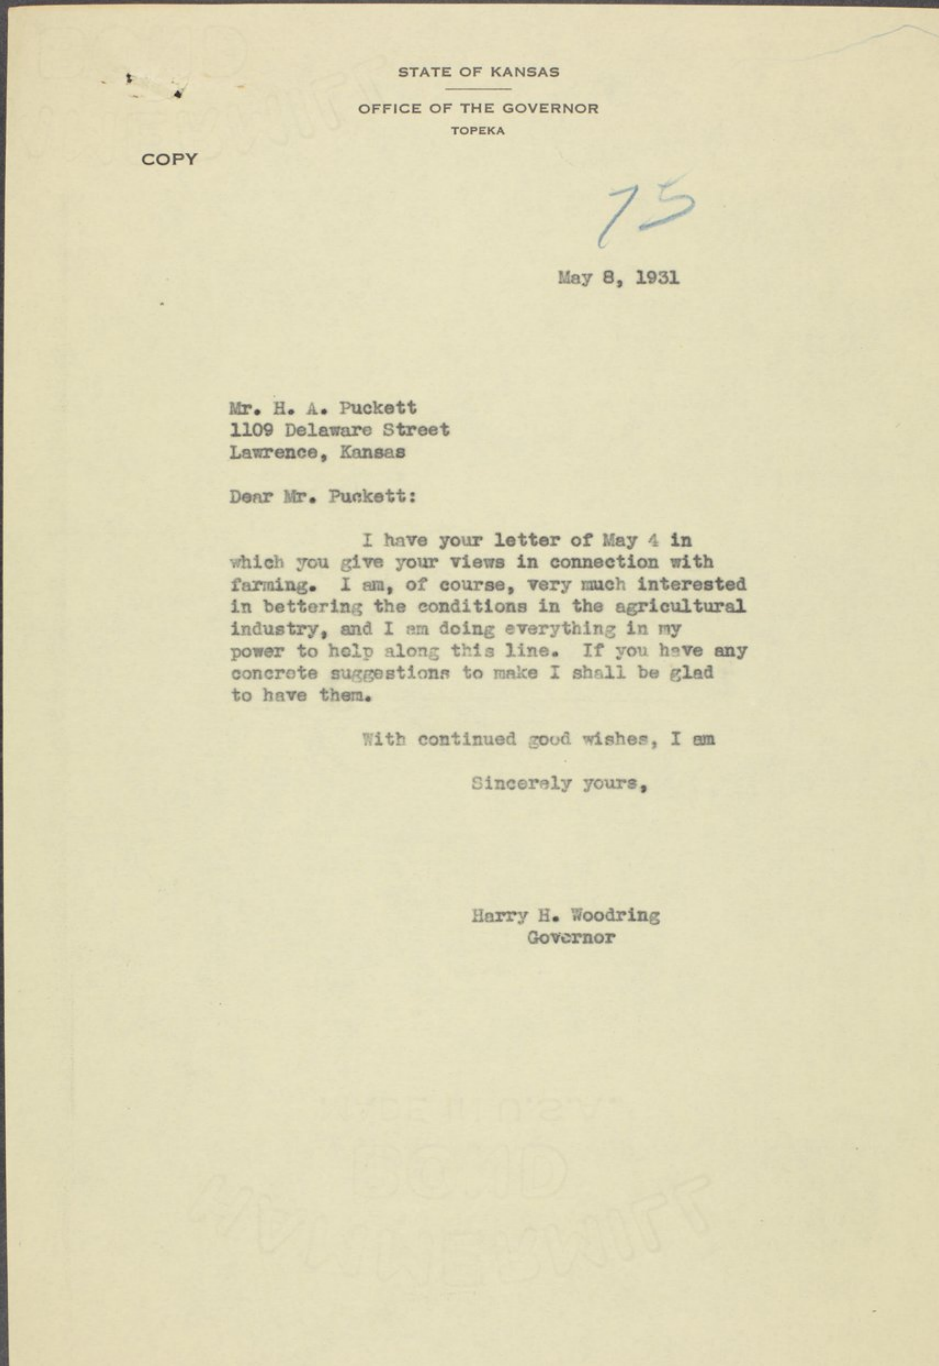 STATE OF KANSAS
OFFICE OF THE GOVERNOR
TOPEKA
COPY
75
May 8, 1931
Mr. H. A. Puckett
1109 Delaware Street
Lawrence, Kansas
Dear Mr. Puckett:
I have your letter of May 4 in
which you give your views in connection with
farming. I am, of course, very much interested
in bettering the conditions in the agricultural
industry, and I am doing everything in my
power to help along this line. If you have any
concrete suggestions to make I shall be glad
to have them.
With continued good wishes, I am
Sincerely yours,
Harry H. Woodring
Governor
MADE IN U.S.A.
BOND
HAMMERMILL